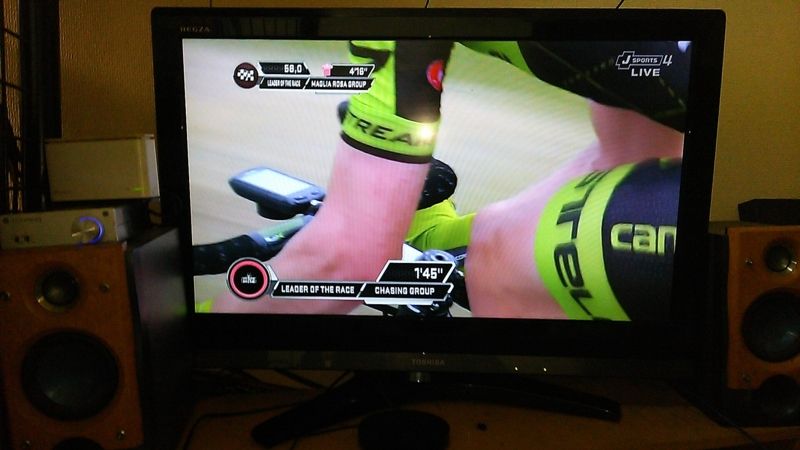 REGZA
58,0
4'16"
LEADER OF THE RACE
MAGLIA ROSA GROUP
J SPORTS 4
LIVE
TREAM
STREA
can
1'45"
LEADER OF THE RACE
CHASING GROUP
TOSHIBA